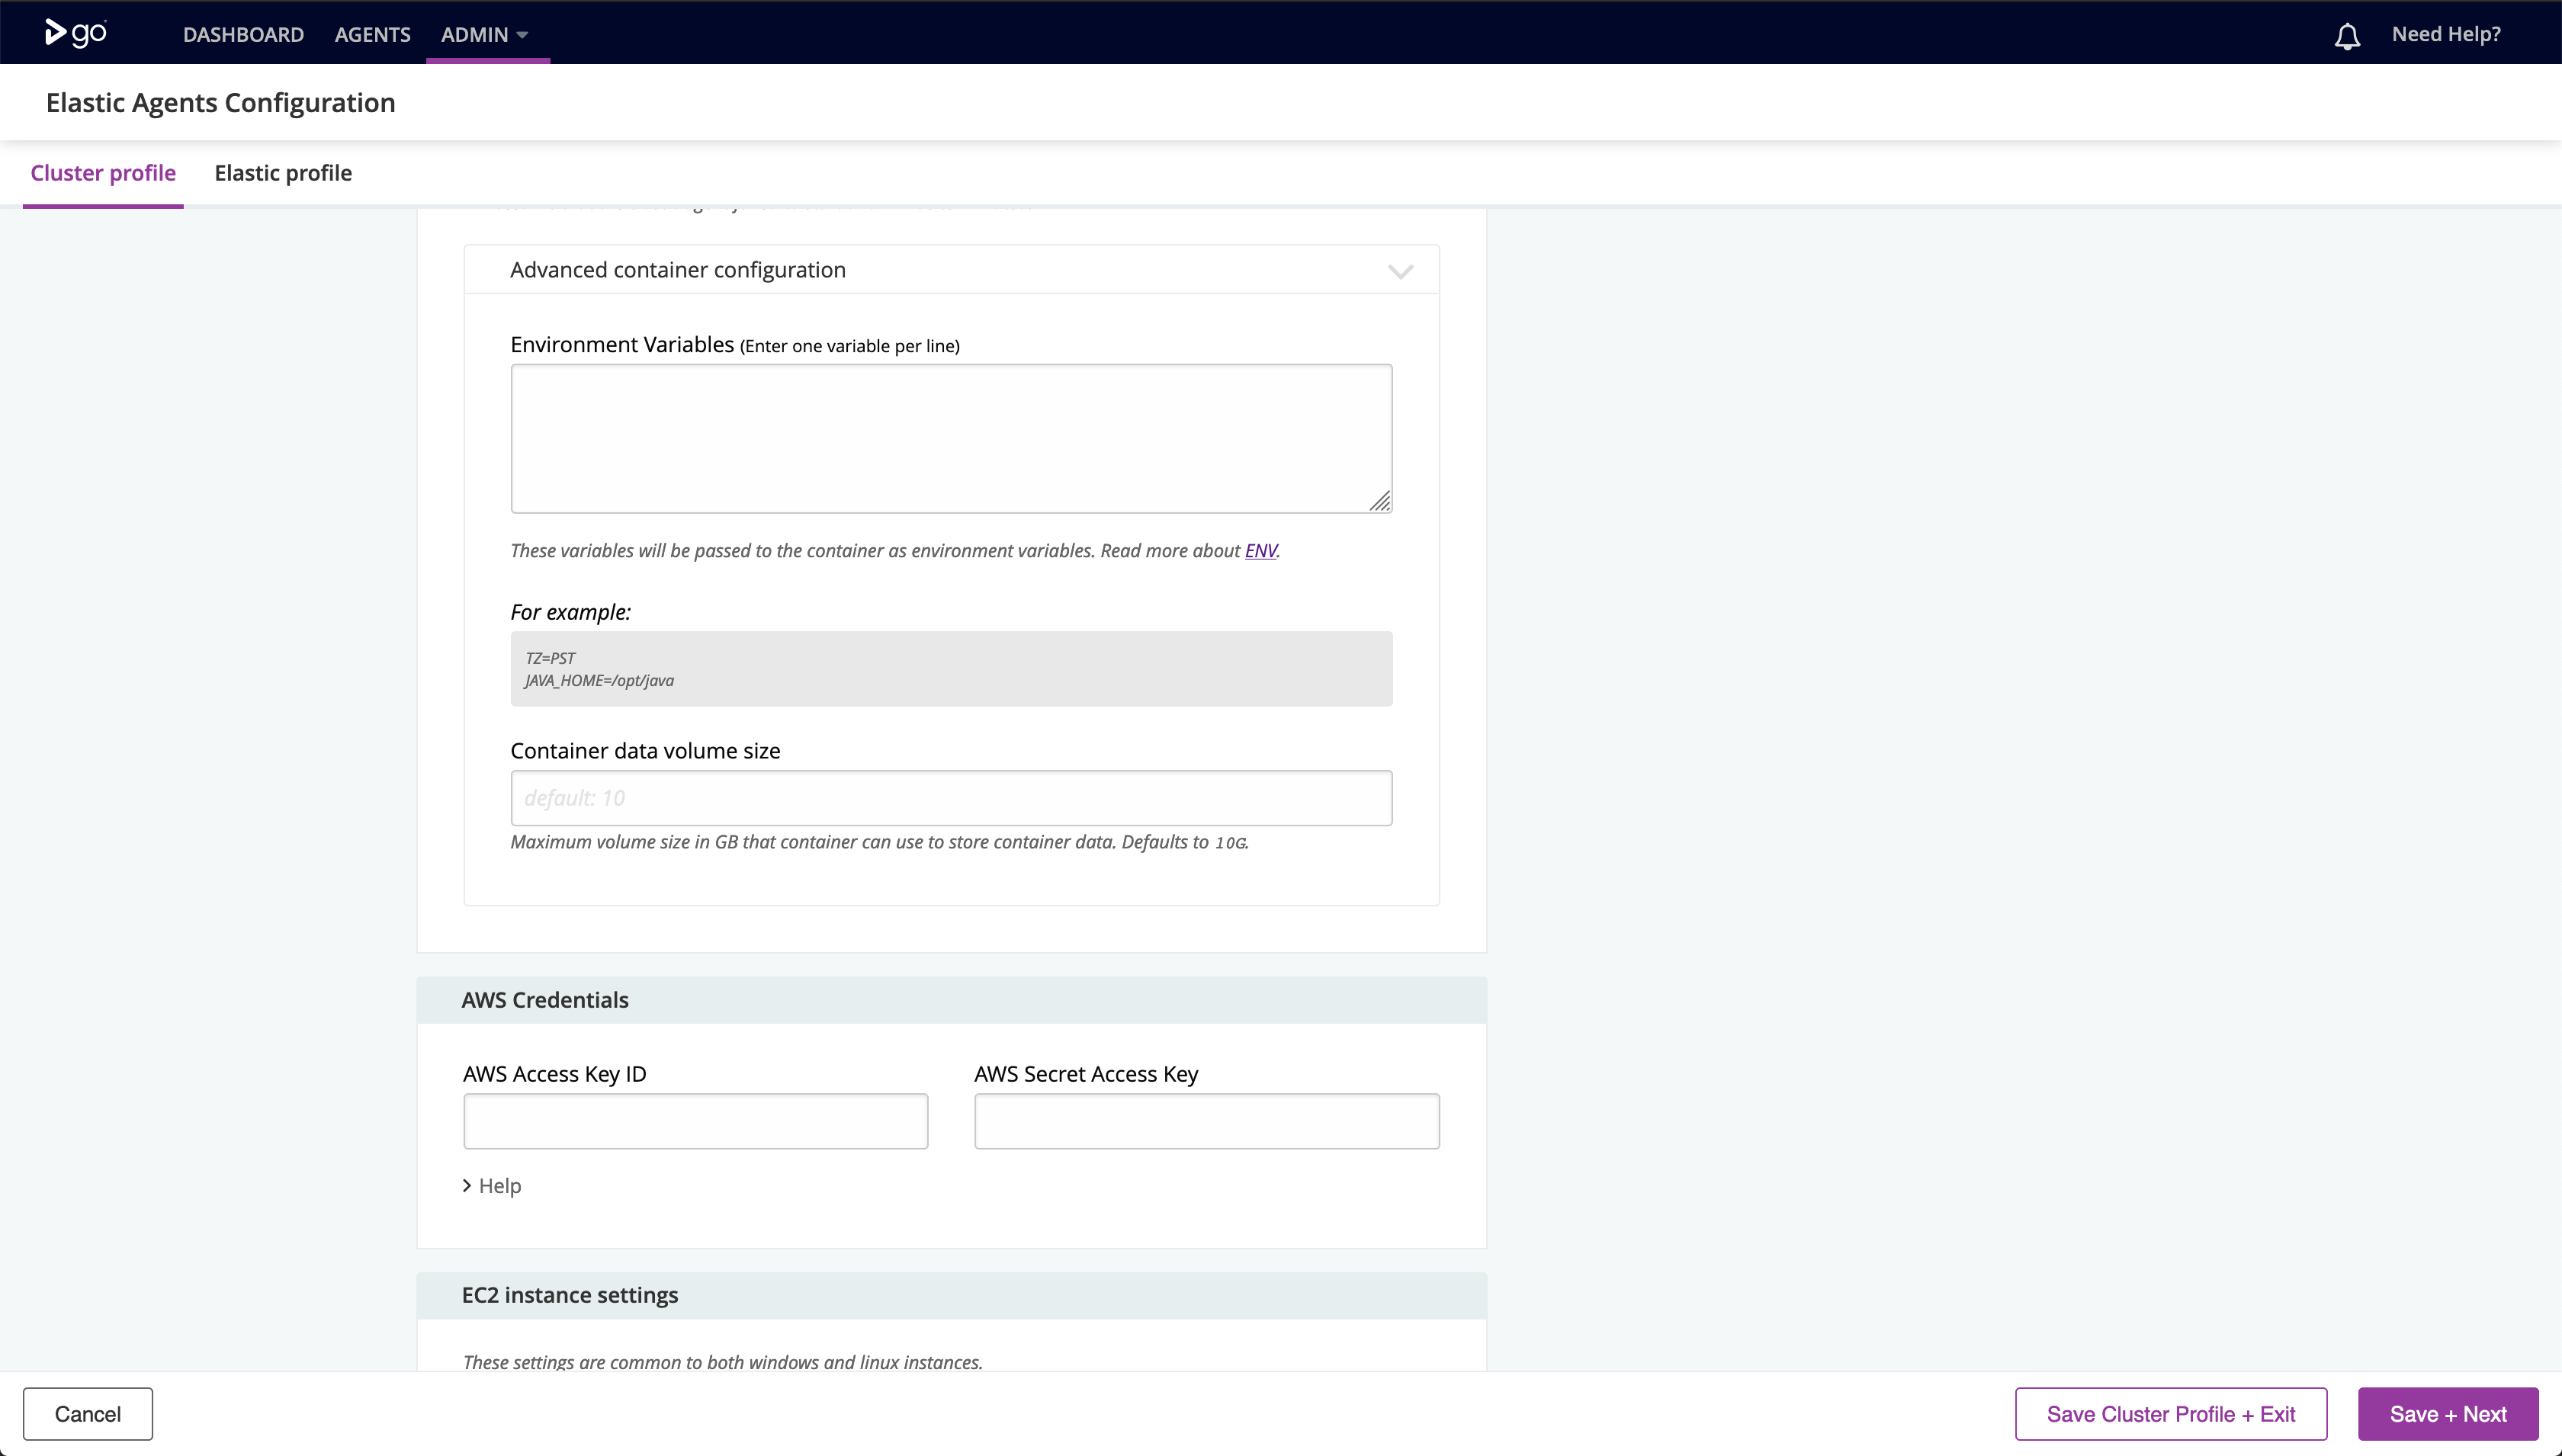 go
DASHBOARD
AGENTS
ADMIN
Need Help?
Elastic Agents Configuration
Cluster profile
Elastic profile
Advanced container configuration
Environment Variables (Enter one variable per line)
These variables will be passed to the container as environment variables. Read more about ENV.
For example:
TZ=PST
JAVA_HOME=/opt/java
Container data volume size
default: 10
Maximum volume size in GB that container can use to store container data. Defaults to 10G.
AWS Credentials
AWS Access Key ID
AWS Secret Access Key
Help
EC2 instance settings
These settings are common to both windows and linux instances.
Cancel
Save Cluster Profile + Exit
Save + Next